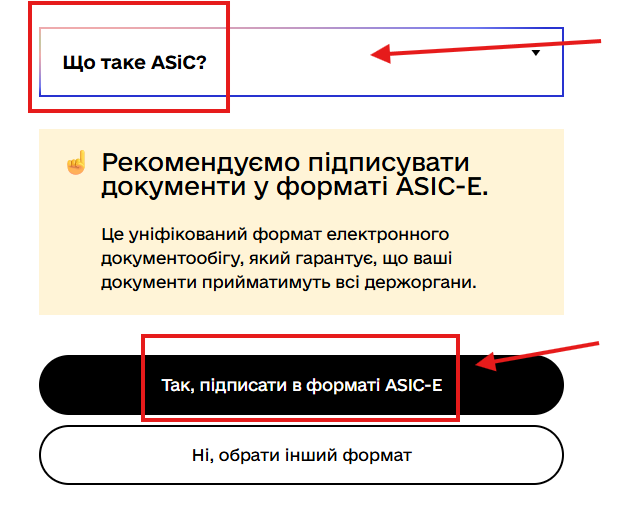 Що таке ASiC?
Рекомендуємо підписувати
документи у форматі ASIC-E.
Це уніфікований формат електронного
документообігу, який гарантує, що ваші
документи прийматимуть всі держоргани.
Так, підписати в форматі ASIC-E
Ні, обрати інший формат